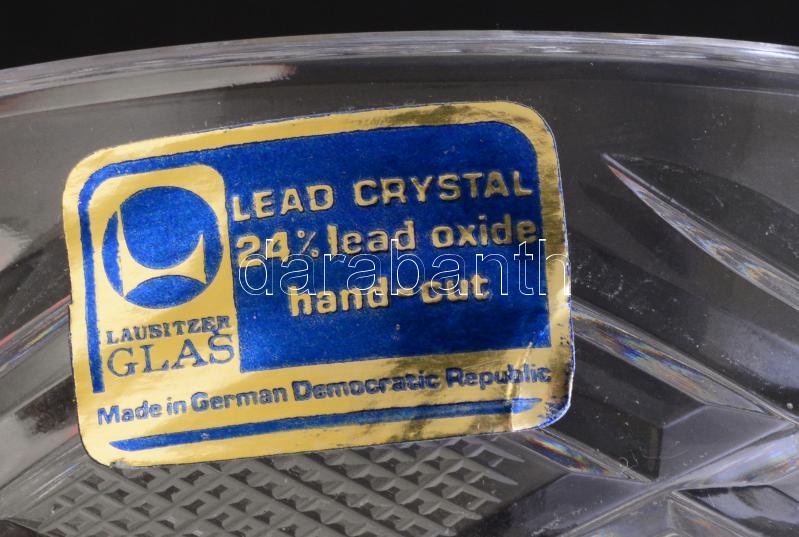 LEAD CRYSTAL
24% lead oxide
hand-cut
LAUSITZER
GLAS
Made in German Democratic Republic
darabanth